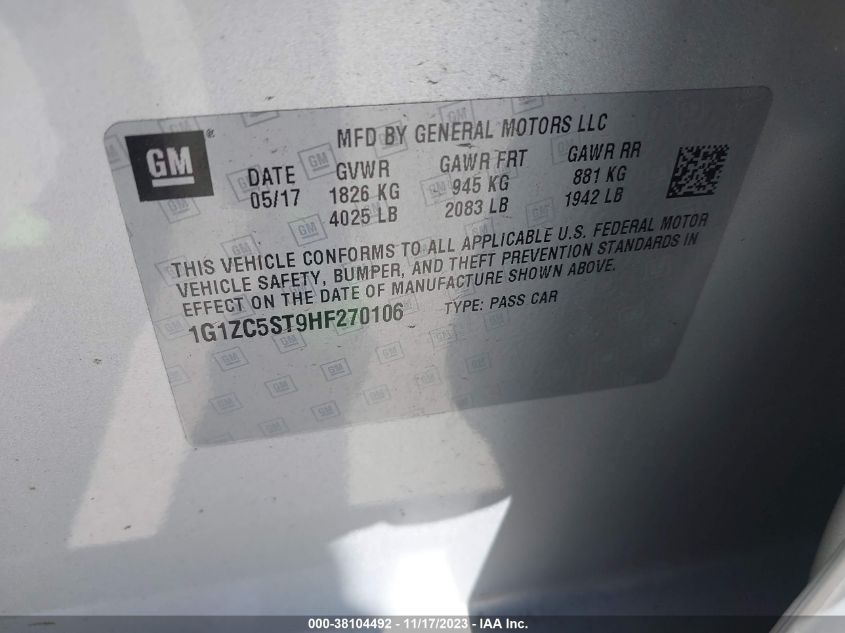 GM ®
MFD BY GENERAL MOTORS LLC
DATE GVWR GAWR FRT GAWR RR
05/17 1826 KG 945 KG 881 KG
4025 LB 2083 LB 1942 LB
THIS VEHICLE CONFORMS TO ALL APPLICABLE U.S. FEDERAL MOTOR
VEHICLE SAFETY, BUMPER, AND THEFT PREVENTION STANDARDS IN
EFFECT ON THE DATE OF MANUFACTURE SHOWN ABOVE.
1G1ZC5ST9HF270106 TYPE: PASS CAR
000-38104492 - 11/17/2023 - IAA Inc.